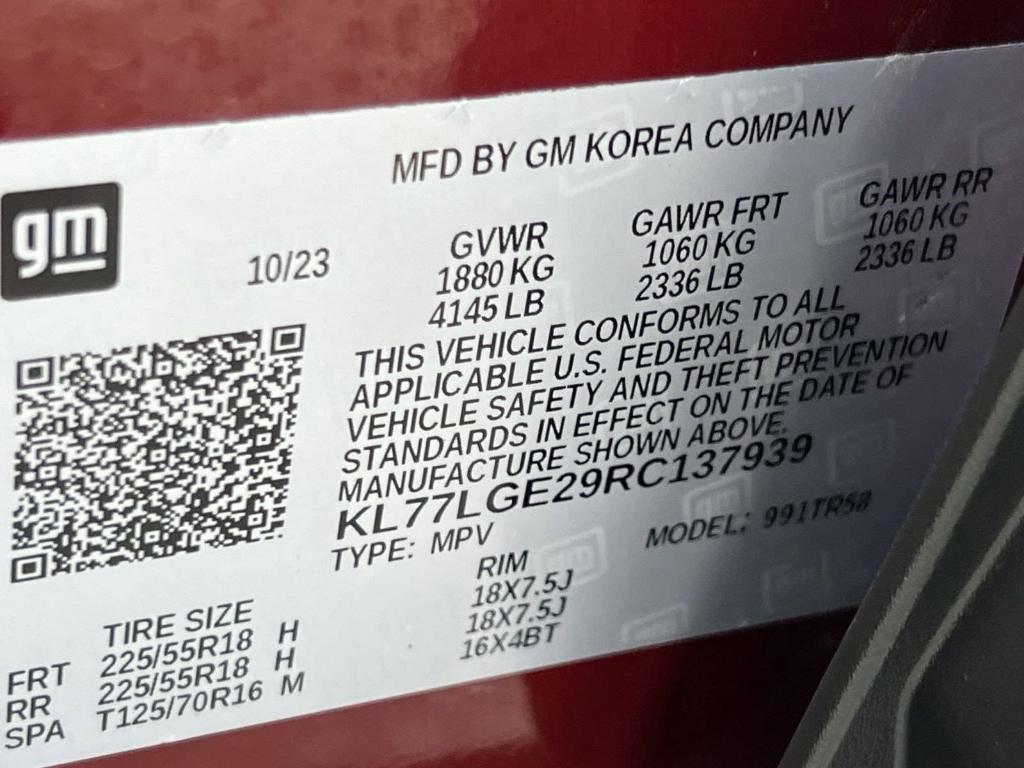 MFD BY GM KOREA COMPANY
gm
10/23
GVWR
1880 KG
4145 LB
GAWR FRT
1060 KG
2336 LB
GAWR RR
1060 KG
2336 LB
THIS VEHICLE CONFORMS TO ALL
APPLICABLE U.S. FEDERAL MOTOR
VEHICLE SAFETY AND THEFT PREVENTION
STANDARDS IN EFFECT ON THE DATE OF
MANUFACTURE SHOWN ABOVE.
KL77LGE29RC137939
TYPE: MPV MODEL: 991TR58
TIRE SIZE RIM
FRT 225/55R18 H 18X7.5J
RR 225/55R18 H 18X7.5J
SPA T125/70R16 M 16X4BT